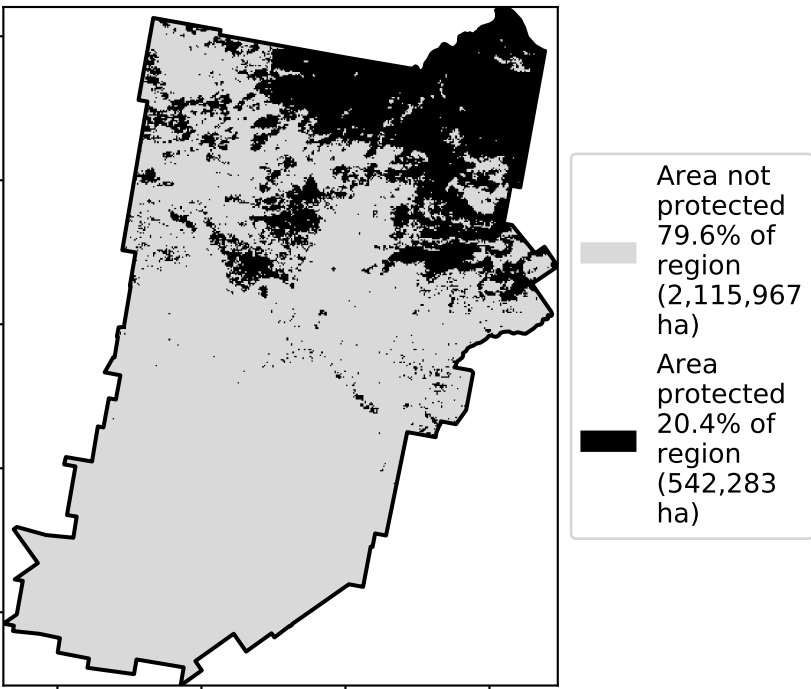 Area not
protected
79.6% of
region
(2,115,967
ha)
Area
protected
20.4% of
region
(542,283
ha)